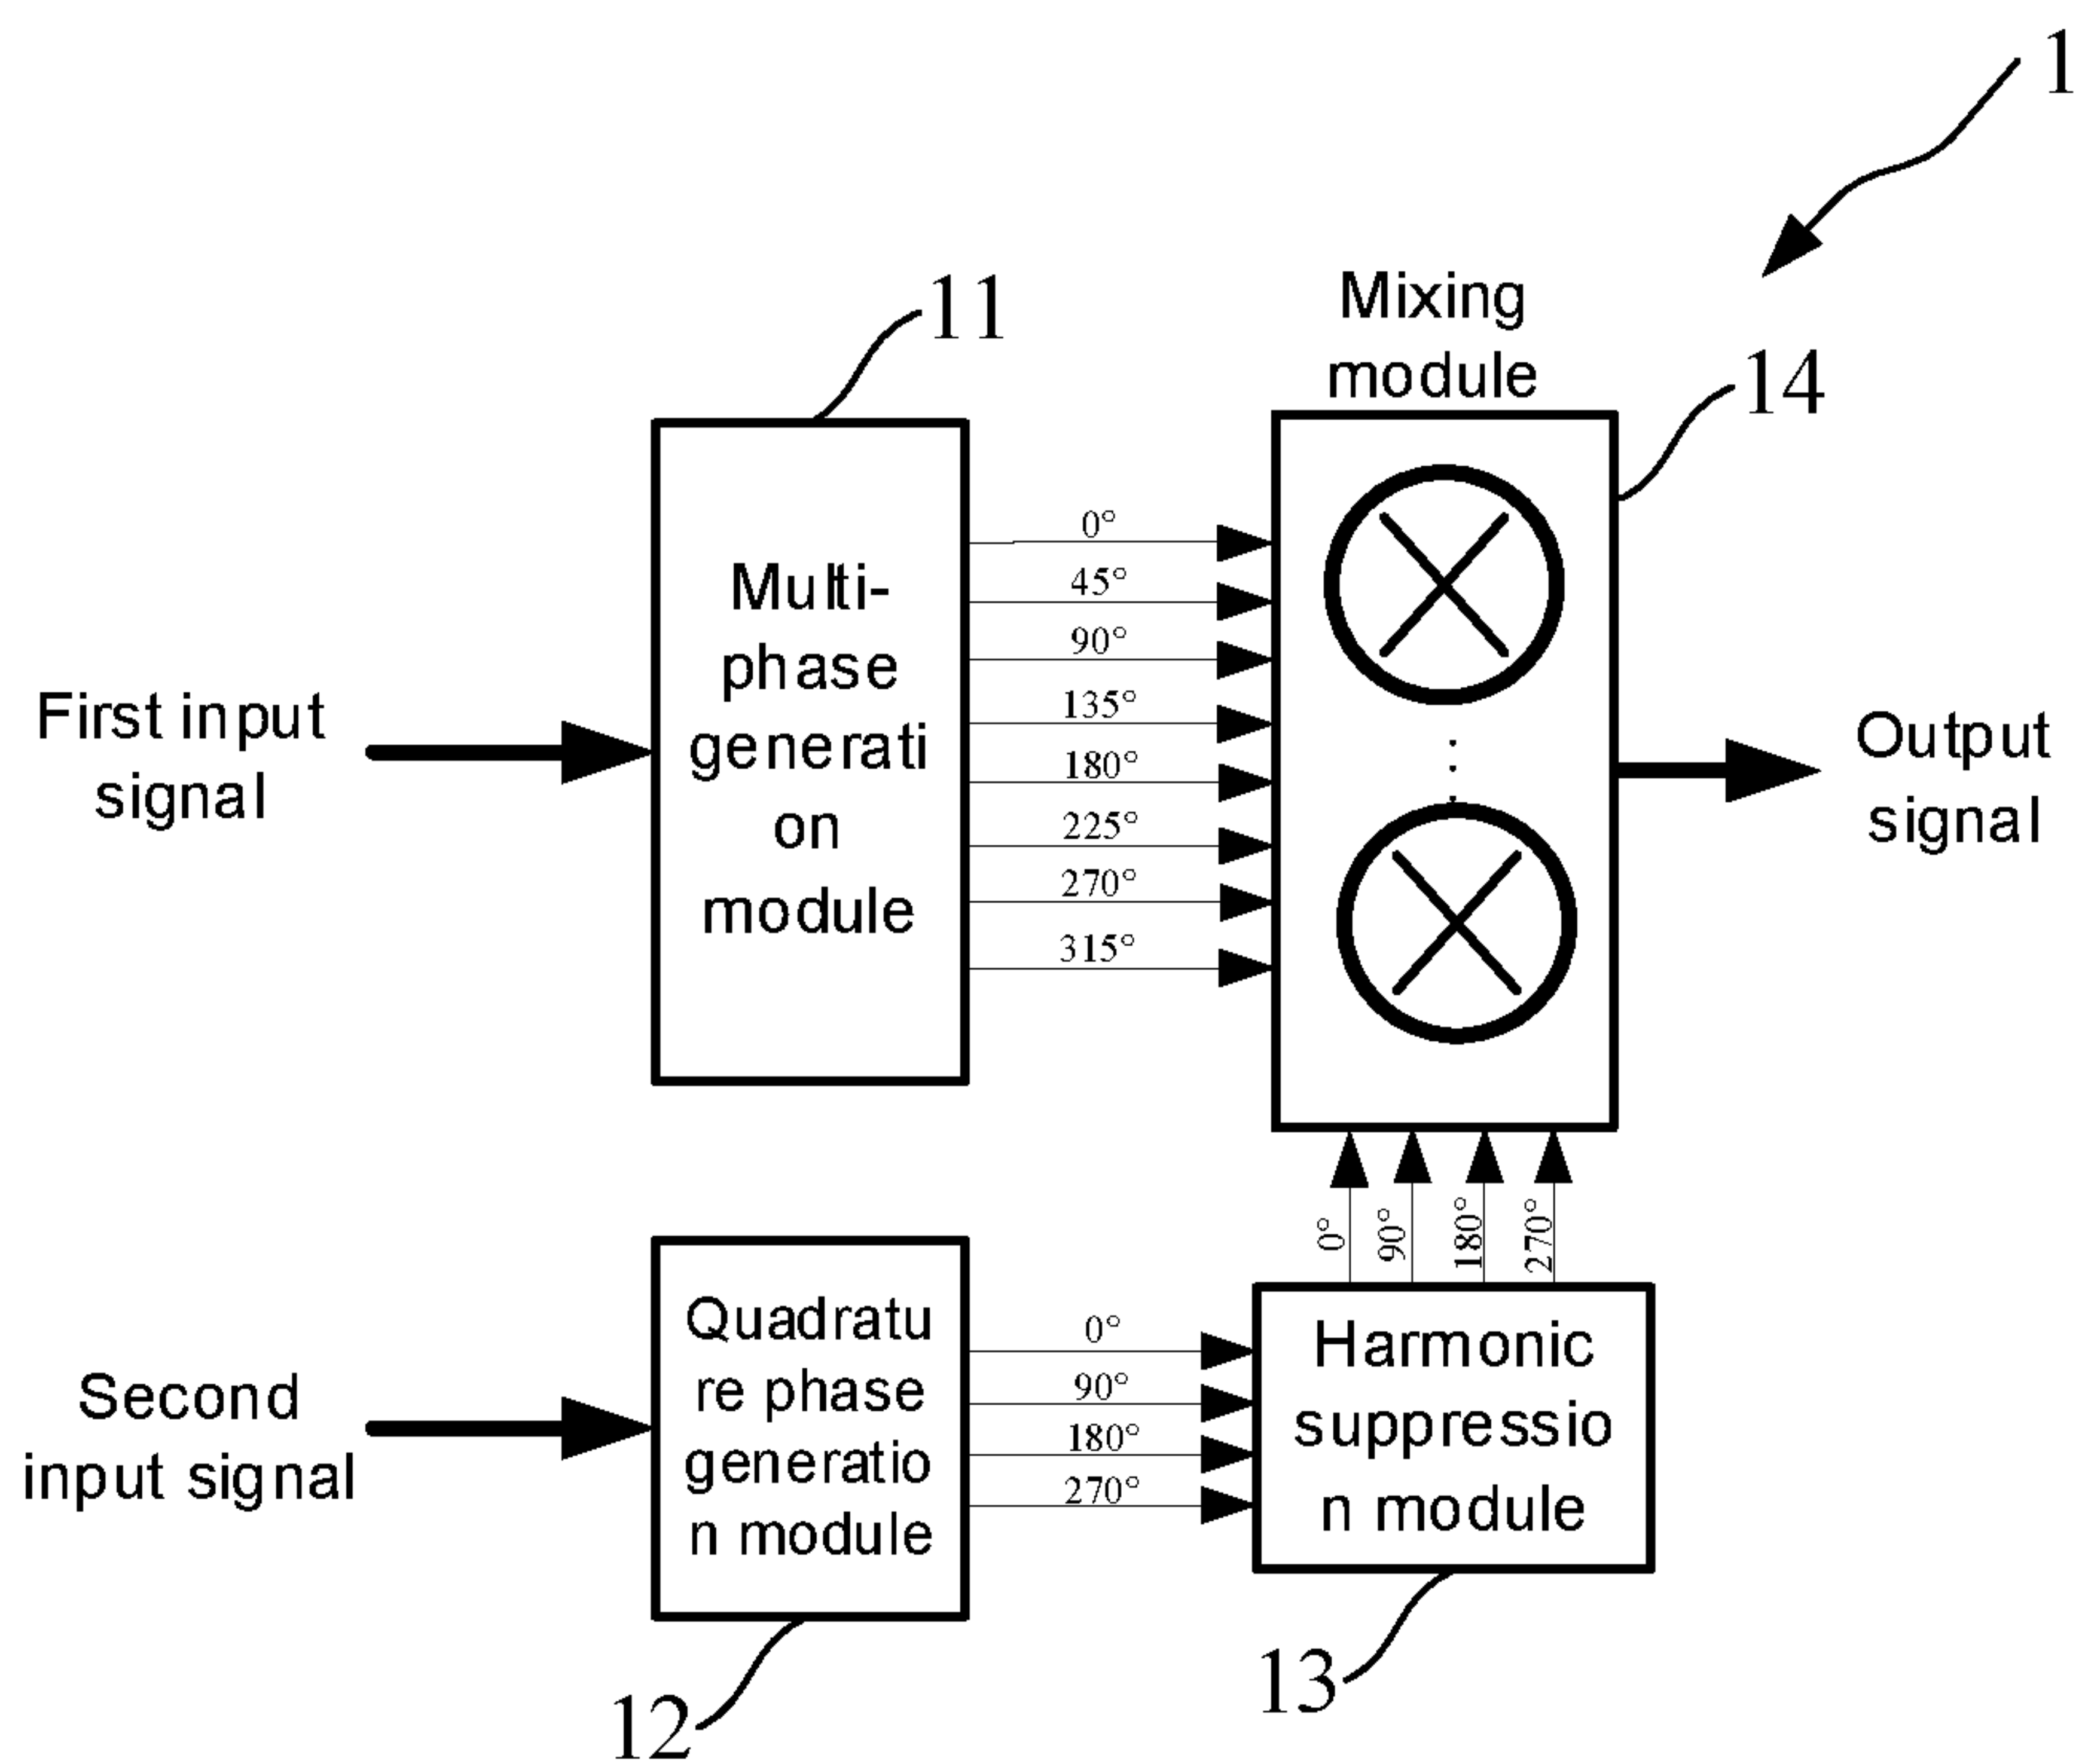 1
11
Mixing
module
14
First input
signal
Multi-
phase
generati
on
module
0°
45°
90°
135°
180°
225°
270°
315°
Output
signal
0°
90°
180°
270°
Second
input signal
Quadratu
re phase
generatio
n module
0°
90°
180°
270°
Harmonic
suppressio
n module
12
13